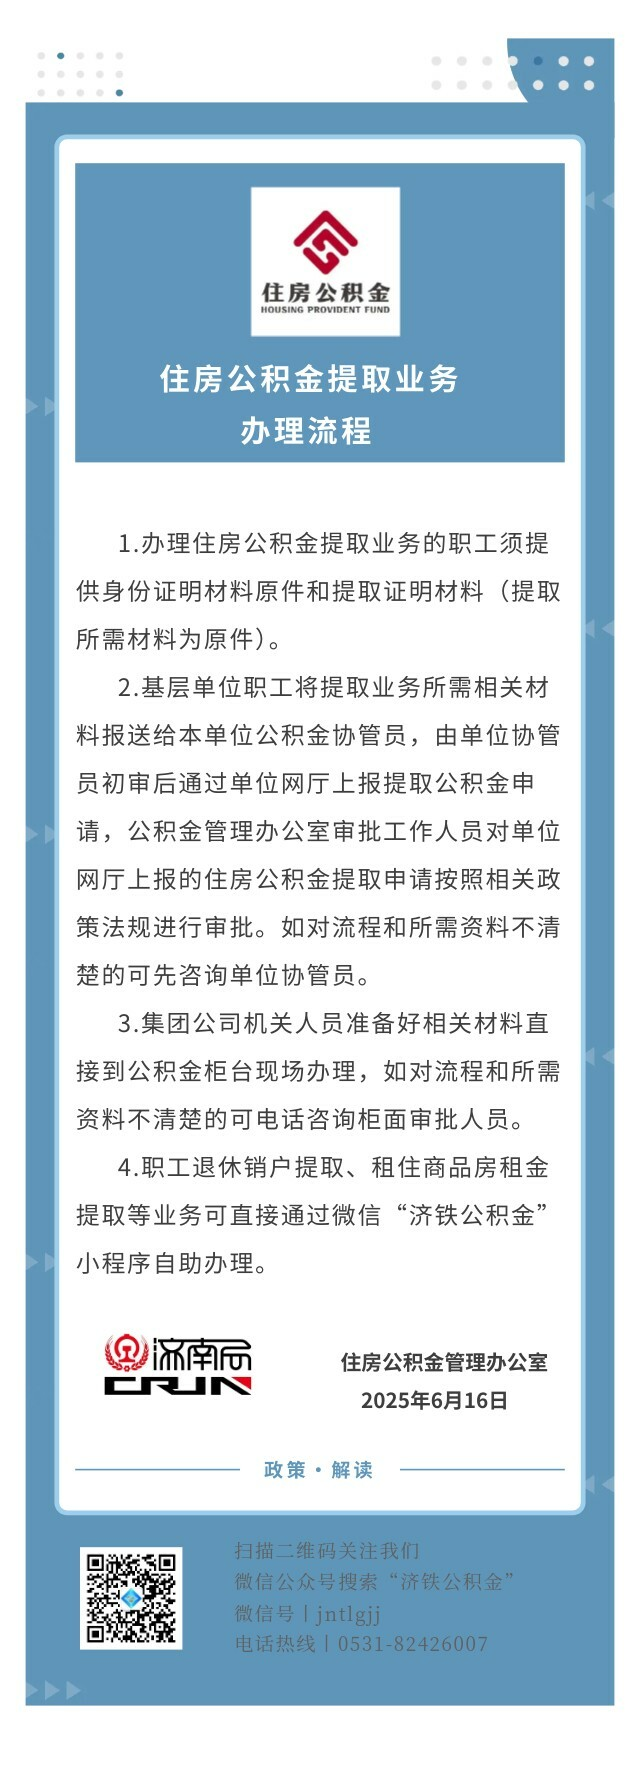 住房公积金
HOUSING PROVIDENT FUND
住房公积金提取业务
办理流程
1.办理住房公积金提取业务的职工须提
供身份证明材料原件和提取证明材料（提取
所需材料为原件）。
2.基层单位职工将提取业务所需相关材
料报送给本单位公积金协管员，由单位协管
员初审后通过单位网厅上报提取公积金申
请，公积金管理办公室审批工作人员对单位
网厅上报的住房公积金提取申请按照相关政
策法规进行审批。如对流程和所需资料不清
楚的可先咨询单位协管员。
3.集团公司机关人员准备好相关材料直
接到公积金柜台现场办理，如对流程和所需
资料不清楚的可电话咨询柜面审批人员。
4.职工退休销户提取、租住商品房租金
提取等业务可直接通过微信“济铁公积金”
小程序自助办理。
济南局
CRJN
住房公积金管理办公室
2025年6月16日
政策·解读
扫描二维码关注我们
微信公众号搜索“济铁公积金”
微信号丨jntlgjj
电话热线丨0531-82426007